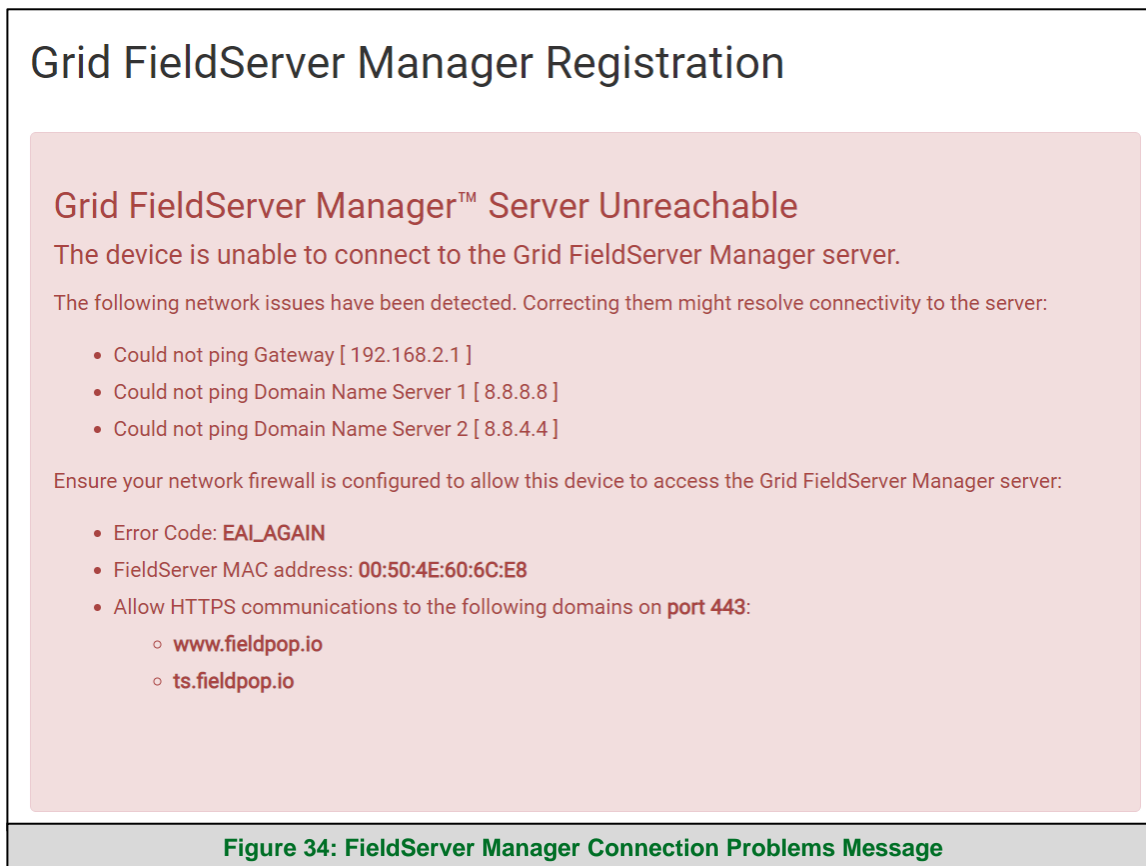 Grid FieldServer Manager Registration
Grid FieldServer Manager™ Server Unreachable
The device is unable to connect to the Grid FieldServer Manager server.
The following network issues have been detected. Correcting them might resolve connectivity to the server:
• Could not ping Gateway [ 192.168.2.1 ]
• Could not ping Domain Name Server 1 [ 8.8.8.8 ]
• Could not ping Domain Name Server 2 [ 8.8.4.4 ]
Ensure your network firewall is configured to allow this device to access the Grid FieldServer Manager server:
• Error Code: EAI_AGAIN
• FieldServer MAC address: 00:50:4E:60:6C:E8
• Allow HTTPS communications to the following domains on port 443:
◦ www.fieldpop.io
◦ ts.fieldpop.io
Figure 34: FieldServer Manager Connection Problems Message